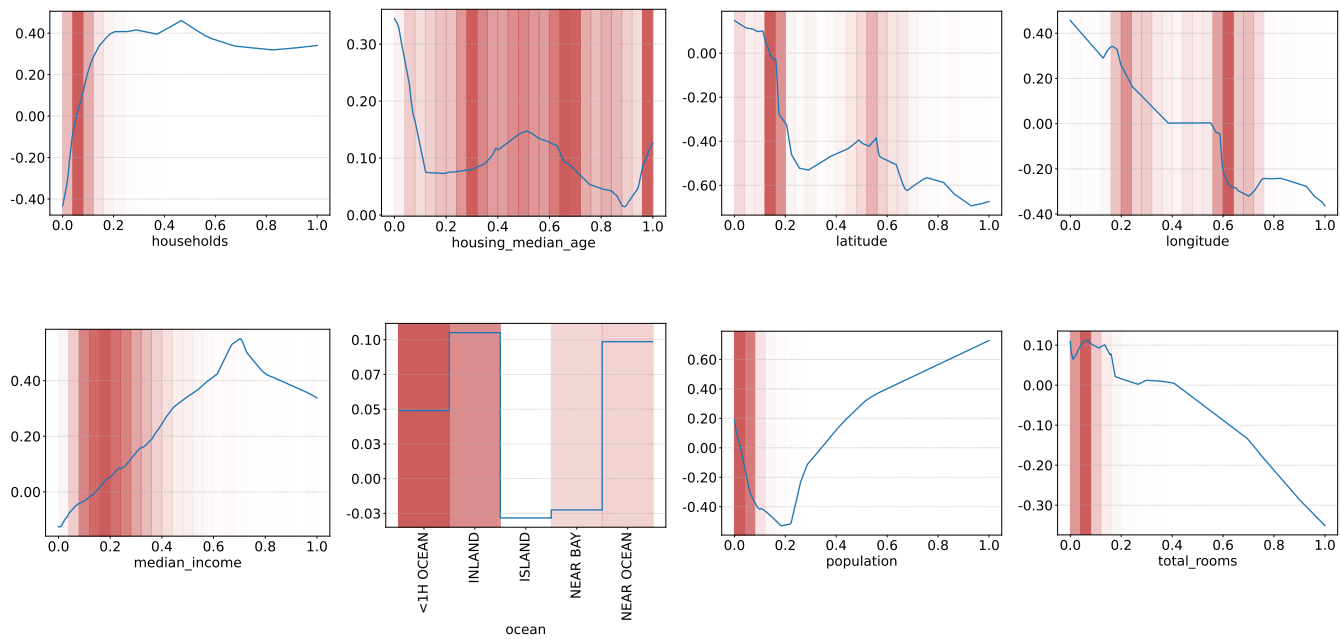 0.40
0.20
0.00
-0.20
-0.40
0.0 0.2 0.4 0.6 0.8 1.0
households
0.30
0.20
0.10
0.00
0.0 0.2 0.4 0.6 0.8 1.0
housing_median_age
0.00
-0.20
-0.40
-0.60
0.0 0.2 0.4 0.6 0.8 1.0
latitude
0.40
0.20
0.00
-0.20
-0.40
0.0 0.2 0.4 0.6 0.8 1.0
longitude
0.40
0.20
0.00
0.0 0.2 0.4 0.6 0.8 1.0
median_income
0.10
0.07
0.05
0.03
0.00
-0.03
<1H OCEAN
INLAND
ISLAND
NEAR BAY
NEAR OCEAN
ocean
0.60
0.40
0.20
0.00
-0.20
-0.40
0.0 0.2 0.4 0.6 0.8 1.0
population
0.10
0.00
-0.10
-0.20
-0.30
0.0 0.2 0.4 0.6 0.8 1.0
total_rooms